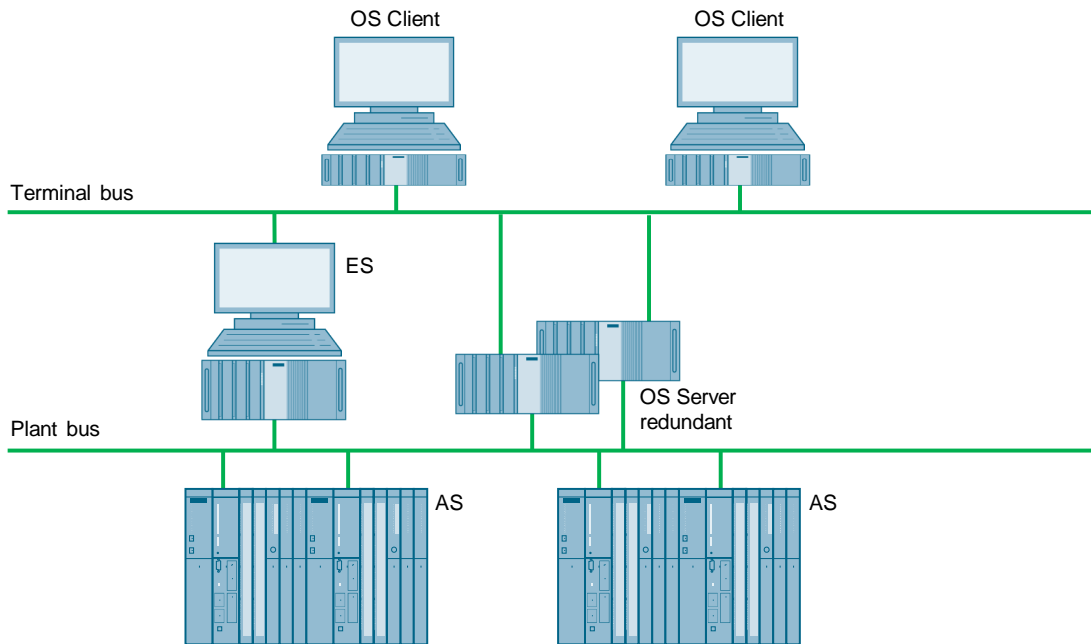 OS Client
OS Client
Terminal bus
ES
OS Server
redundant
Plant bus
AS
AS